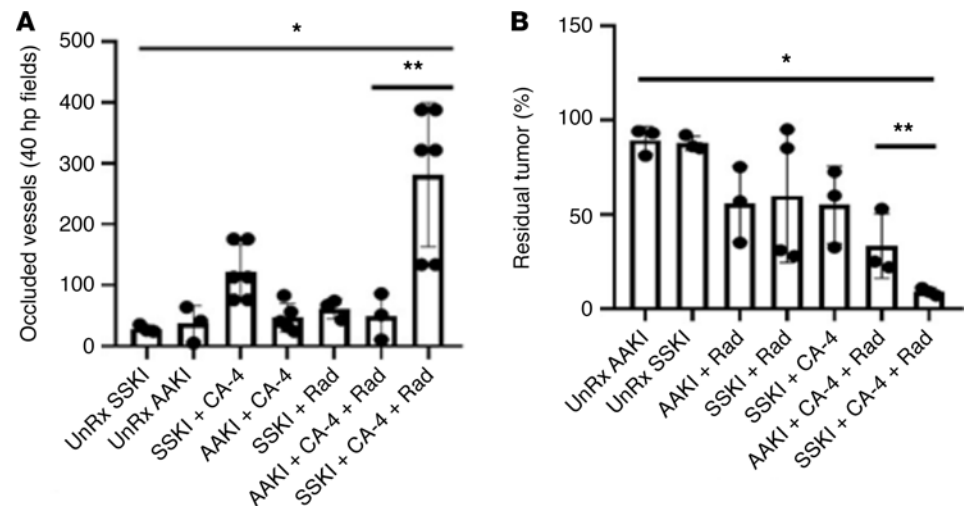 A
Occluded vessels (40 hp fields)
500
400
300
200
100
0
*
**
UnRx SSKI
UnRx AAKI
SSKI + CA-4
AAKI + CA-4
SSKI + Rad
AAKI + CA-4 + Rad
SSKI + CA-4 + Rad
B
Residual tumor (%)
150
100
50
0
*
**
UnRx AAKI
UnRx SSKI
AAKI + Rad
SSKI + Rad
SSKI + CA-4
AAKI + CA-4 + Rad
SSKI + CA-4 + Rad